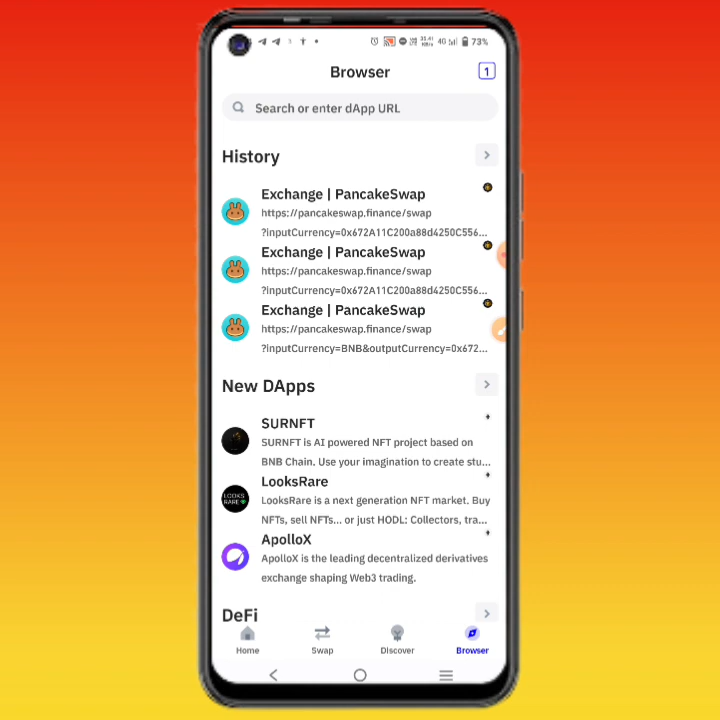 4G 73%
Browser
1
Search or enter dApp URL
History
Exchange | PancakeSwap
https://pancakeswap.finance/swap
?inputCurrency=0x672A11C200a88d4250C556...
Exchange | PancakeSwap
https://pancakeswap.finance/swap
?inputCurrency=0x672A11C200a88d4250C556...
Exchange | PancakeSwap
https://pancakeswap.finance/swap
?inputCurrency=BNB&outputCurrency=0x672...
New DApps
SURNFT
SURNFT is AI powered NFT project based on
BNB Chain. Use your imagination to create stu...
LOOKS
RARE
LooksRare
LooksRare is a next generation NFT market. Buy
NFTs, sell NFTs... or just HODL: Collectors, tra...
ApolloX
ApolloX is the leading decentralized derivatives
exchange shaping Web3 trading.
DeFi
Home Swap Discover Browser